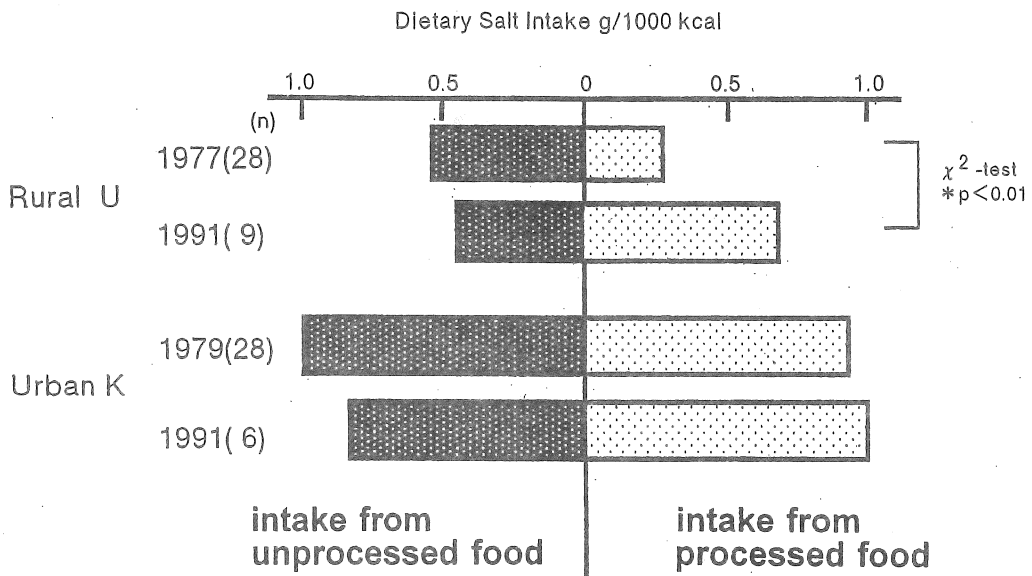 Dietary Salt Intake g/1000 kcal
1.0 0.5 0 0.5 1.0
(n)
1977(28)
Rural U
1991( 9)
χ² -test
*p<0.01
1979(28)
Urban K
1991( 6)
intake from
unprocessed food
intake from
processed food